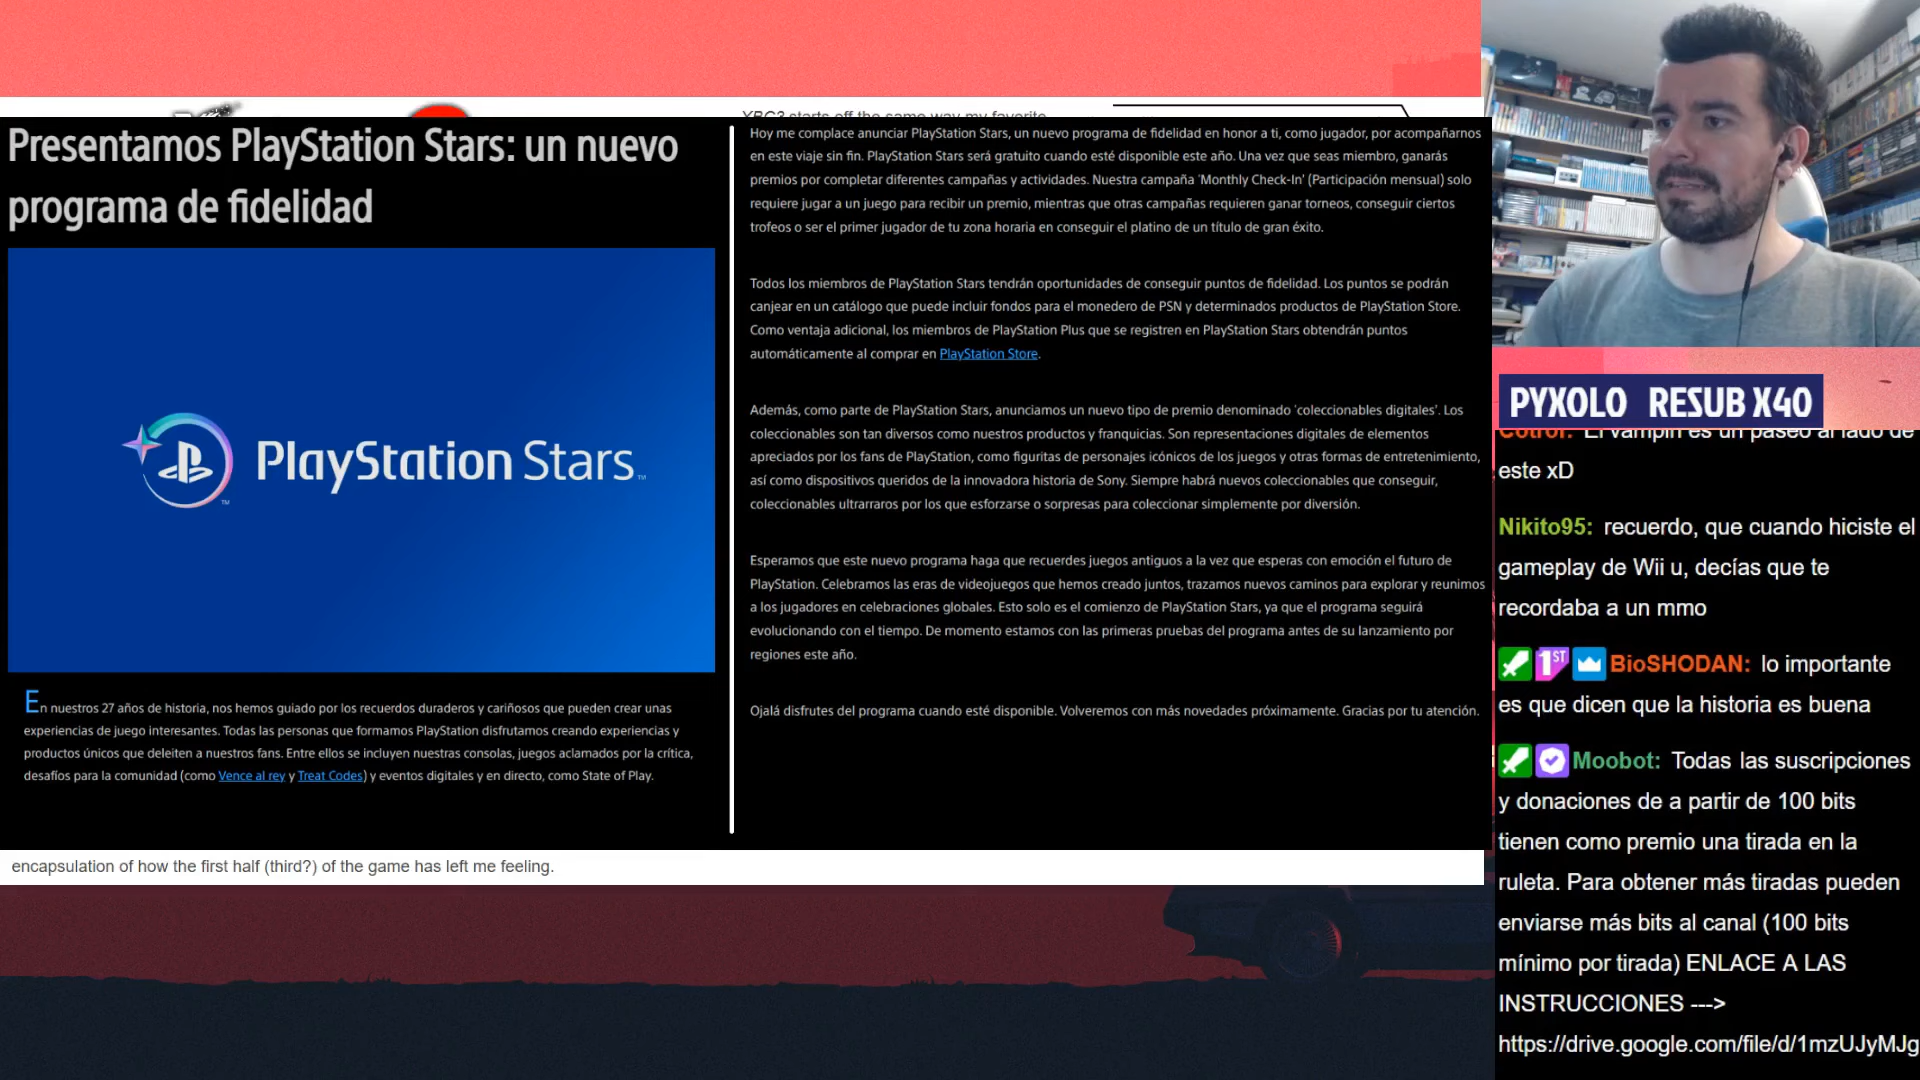 XBC3 starts off the same way my favorite
Presentamos PlayStation Stars: un nuevo
programa de fidelidad
PlayStation Stars™
En nuestros 27 años de historia, nos hemos guiado por los recuerdos duraderos y cariñosos que pueden crear unas
experiencias de juego interesantes. Todas las personas que formamos PlayStation disfrutamos creando experiencias y
productos únicos que deleiten a nuestros fans. Entre ellos se incluyen nuestras consolas, juegos aclamados por la crítica,
desafíos para la comunidad (como Vence al rey y Treat Codes) y eventos digitales y en directo, como State of Play.
Hoy me complace anunciar PlayStation Stars, un nuevo programa de fidelidad en honor a ti, como jugador, por acompañarnos
en este viaje sin fin. PlayStation Stars será gratuito cuando esté disponible este año. Una vez que seas miembro, ganarás
premios por completar diferentes campañas y actividades. Nuestra campaña 'Monthly Check-In' (Participación mensual) solo
requiere jugar a un juego para recibir un premio, mientras que otras campañas requieren ganar torneos, conseguir ciertos
trofeos o ser el primer jugador de tu zona horaria en conseguir el platino de un título de gran éxito.
Todos los miembros de PlayStation Stars tendrán oportunidades de conseguir puntos de fidelidad. Los puntos se podrán
canjear en un catálogo que puede incluir fondos para el monedero de PSN y determinados productos de PlayStation Store.
Como ventaja adicional, los miembros de PlayStation Plus que se registren en PlayStation Stars obtendrán puntos
automáticamente al comprar en PlayStation Store.
Además, como parte de PlayStation Stars, anunciamos un nuevo tipo de premio denominado 'coleccionables digitales'. Los
coleccionables son tan diversos como nuestros productos y franquicias. Son representaciones digitales de elementos
apreciados por los fans de PlayStation, como figuritas de personajes icónicos de los juegos y otras formas de entretenimiento,
así como dispositivos queridos de la innovadora historia de Sony. Siempre habrá nuevos coleccionables que conseguir,
coleccionables ultrarraros por los que esforzarse o sorpresas para coleccionar simplemente por diversión.
Esperamos que este nuevo programa haga que recuerdes juegos antiguos a la vez que esperas con emoción el futuro de
PlayStation. Celebramos las eras de videojuegos que hemos creado juntos, trazamos nuevos caminos para explorar y reunimos
a los jugadores en celebraciones globales. Esto solo es el comienzo de PlayStation Stars, ya que el programa seguirá
evolucionando con el tiempo. De momento estamos con las primeras pruebas del programa antes de su lanzamiento por
regiones este año.
Ojalá disfrutes del programa cuando esté disponible. Volveremos con más novedades próximamente. Gracias por tu atención.
encapsulation of how the first half (third?) of the game has left me feeling.
PYXOLO RESUB X40
Cotrof: El vampin es un paseo al lado de
este xD
Nikito95: recuerdo, que cuando hiciste el
gameplay de Wii u, decías que te
recordaba a un mmo
1ST BioSHODAN: lo importante
es que dicen que la historia es buena
Moobot: Todas las suscripciones
y donaciones de a partir de 100 bits
tienen como premio una tirada en la
ruleta. Para obtener más tiradas pueden
enviarse más bits al canal (100 bits
mínimo por tirada) ENLACE A LAS
INSTRUCCIONES --->
https://drive.google.com/file/d/1mzUJyMJg